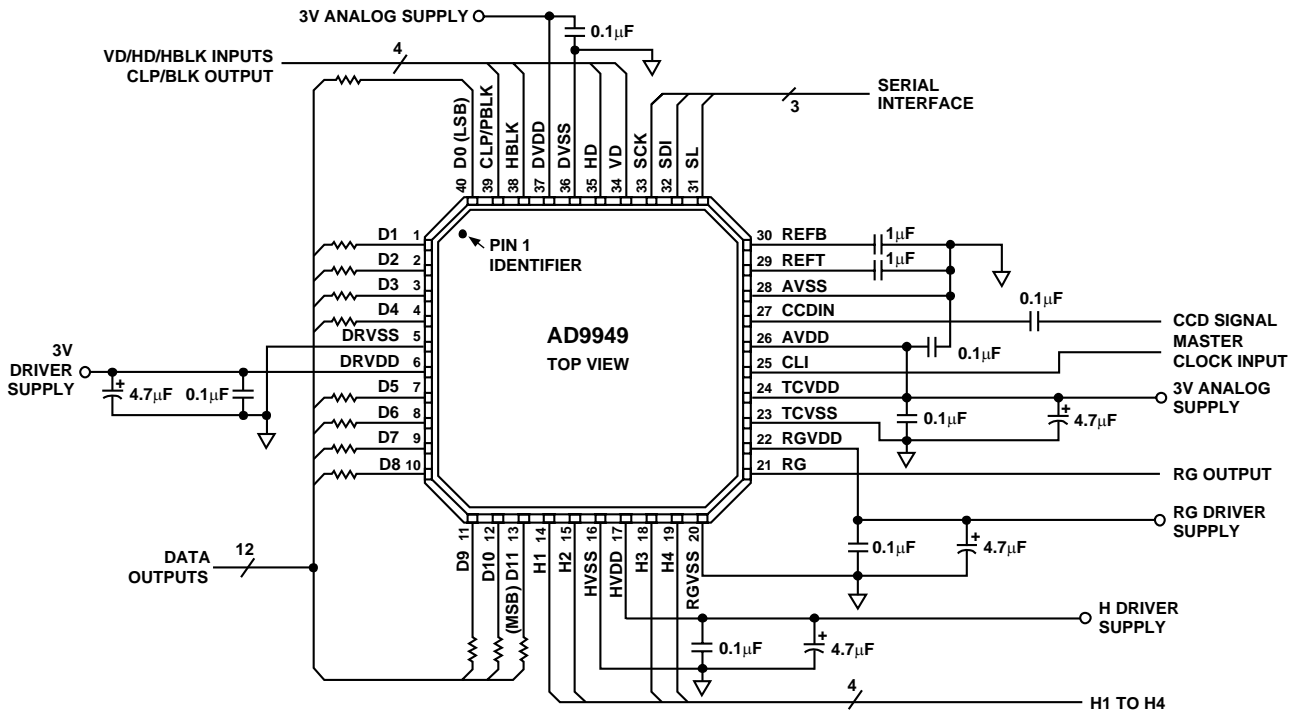 3V ANALOG SUPPLY
0.1μF
VD/HD/HBLK INPUTS
CLP/BLK OUTPUT
4
SERIAL
INTERFACE
3
D0 (LSB)
CLP/PBLK
HBLK
DVDD
DVSS
HD
VD
SCK
SDI
SL
40
39
38
37
36
35
34
33
32
31
D1 1
D2 2
D3 3
D4 4
DRVSS 5
DRVDD 6
D5 7
D6 8
D7 9
D8 10
PIN 1
IDENTIFIER
AD9949
TOP VIEW
30 REFB
1μF
29 REFT
1μF
28 AVSS
27 CCDIN
0.1μF
CCD SIGNAL
26 AVDD
0.1μF
MASTER
CLOCK INPUT
25 CLI
24 TCVDD
3V ANALOG
SUPPLY
0.1μF
4.7μF
23 TCVSS
22 RGVDD
21 RG
RG OUTPUT
RG DRIVER
SUPPLY
0.1μF
4.7μF
3V
DRIVER
SUPPLY
4.7μF
0.1μF
DATA
OUTPUTS
12
11
12
13
14
15
16
17
18
19
20
D9
D10
(MSB) D11
H1
H2
HVSS
HVDD
H3
H4
RGVSS
H DRIVER
SUPPLY
0.1μF
4.7μF
4
H1 TO H4